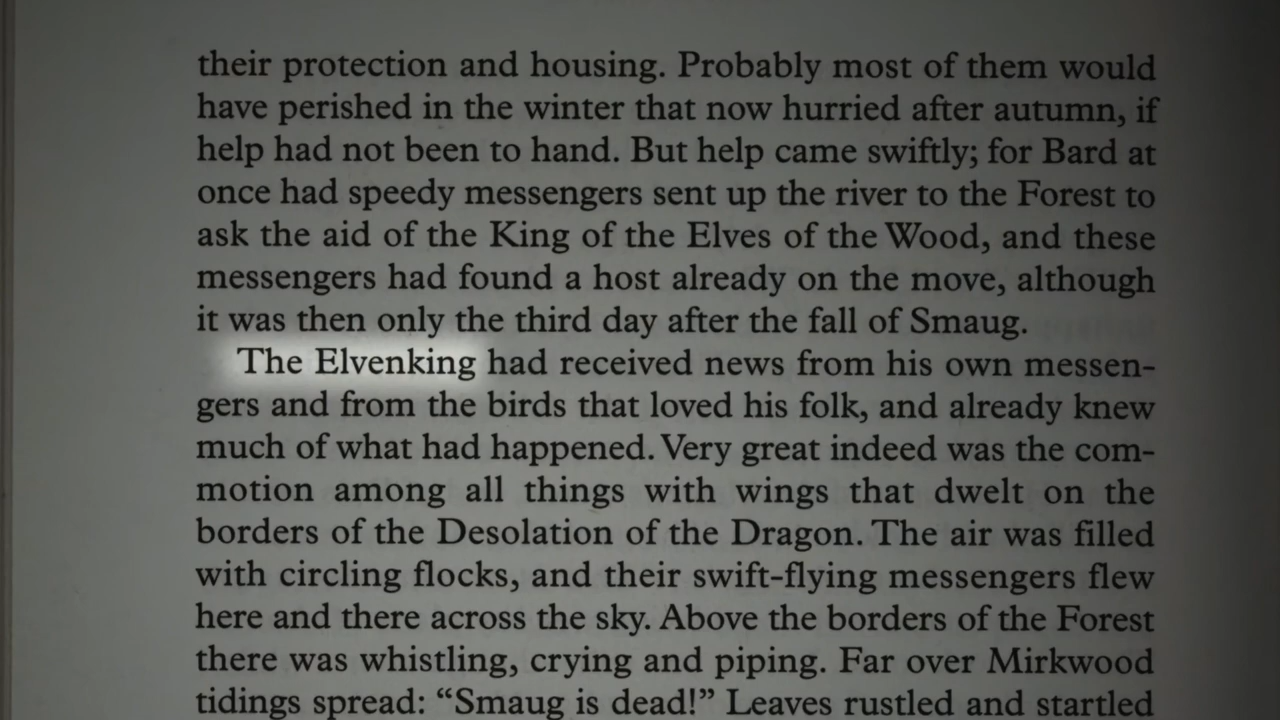 their protection and housing. Probably most of them would
have perished in the winter that now hurried after autumn, if
help had not been to hand. But help came swiftly; for Bard at
once had speedy messengers sent up the river to the Forest to
ask the aid of the King of the Elves of the Wood, and these
messengers had found a host already on the move, although
it was then only the third day after the fall of Smaug.
The Elvenking had received news from his own messen-
gers and from the birds that loved his folk, and already knew
much of what had happened. Very great indeed was the com-
motion among all things with wings that dwelt on the
borders of the Desolation of the Dragon. The air was filled
with circling flocks, and their swift-flying messengers flew
here and there across the sky. Above the borders of the Forest
there was whistling, crying and piping. Far over Mirkwood
tidings spread: “Smaug is dead!” Leaves rustled and startled